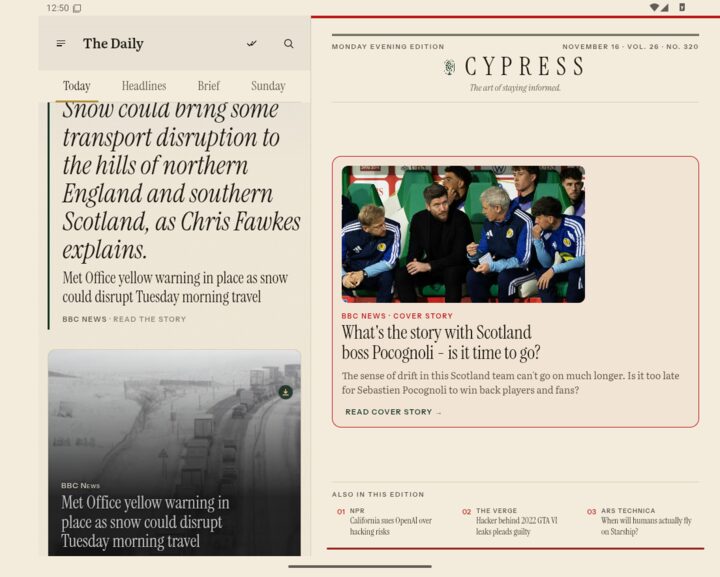 12:50
The Daily
Today
Headlines
Brief
Sunday
Snow could bring some
transport disruption to
the hills of northern
England and southern
Scotland, as Chris Fawkes
explains.
Met Office yellow warning in place as snow
could disrupt Tuesday morning travel
BBC NEWS · READ THE STORY
BBC News
Met Office yellow warning in
place as snow could disrupt
Tuesday morning travel
MONDAY EVENING EDITION
NOVEMBER 16 · VOL. 26 · NO. 320
CYPRESS
The art of staying informed.
BBC NEWS · COVER STORY
What's the story with Scotland
boss Pocognoli - is it time to go?
The sense of drift in this Scotland team can't go on much longer. Is it too late
for Sebastien Pocognoli to win back players and fans?
READ COVER STORY →
ALSO IN THIS EDITION
01 NPR
California sues OpenAI over
hacking risks
02 THE VERGE
Hacker behind 2022 GTA VI
leak pleads guilty
03 ARS TECHNICA
When will humans actually fly
on Starship?